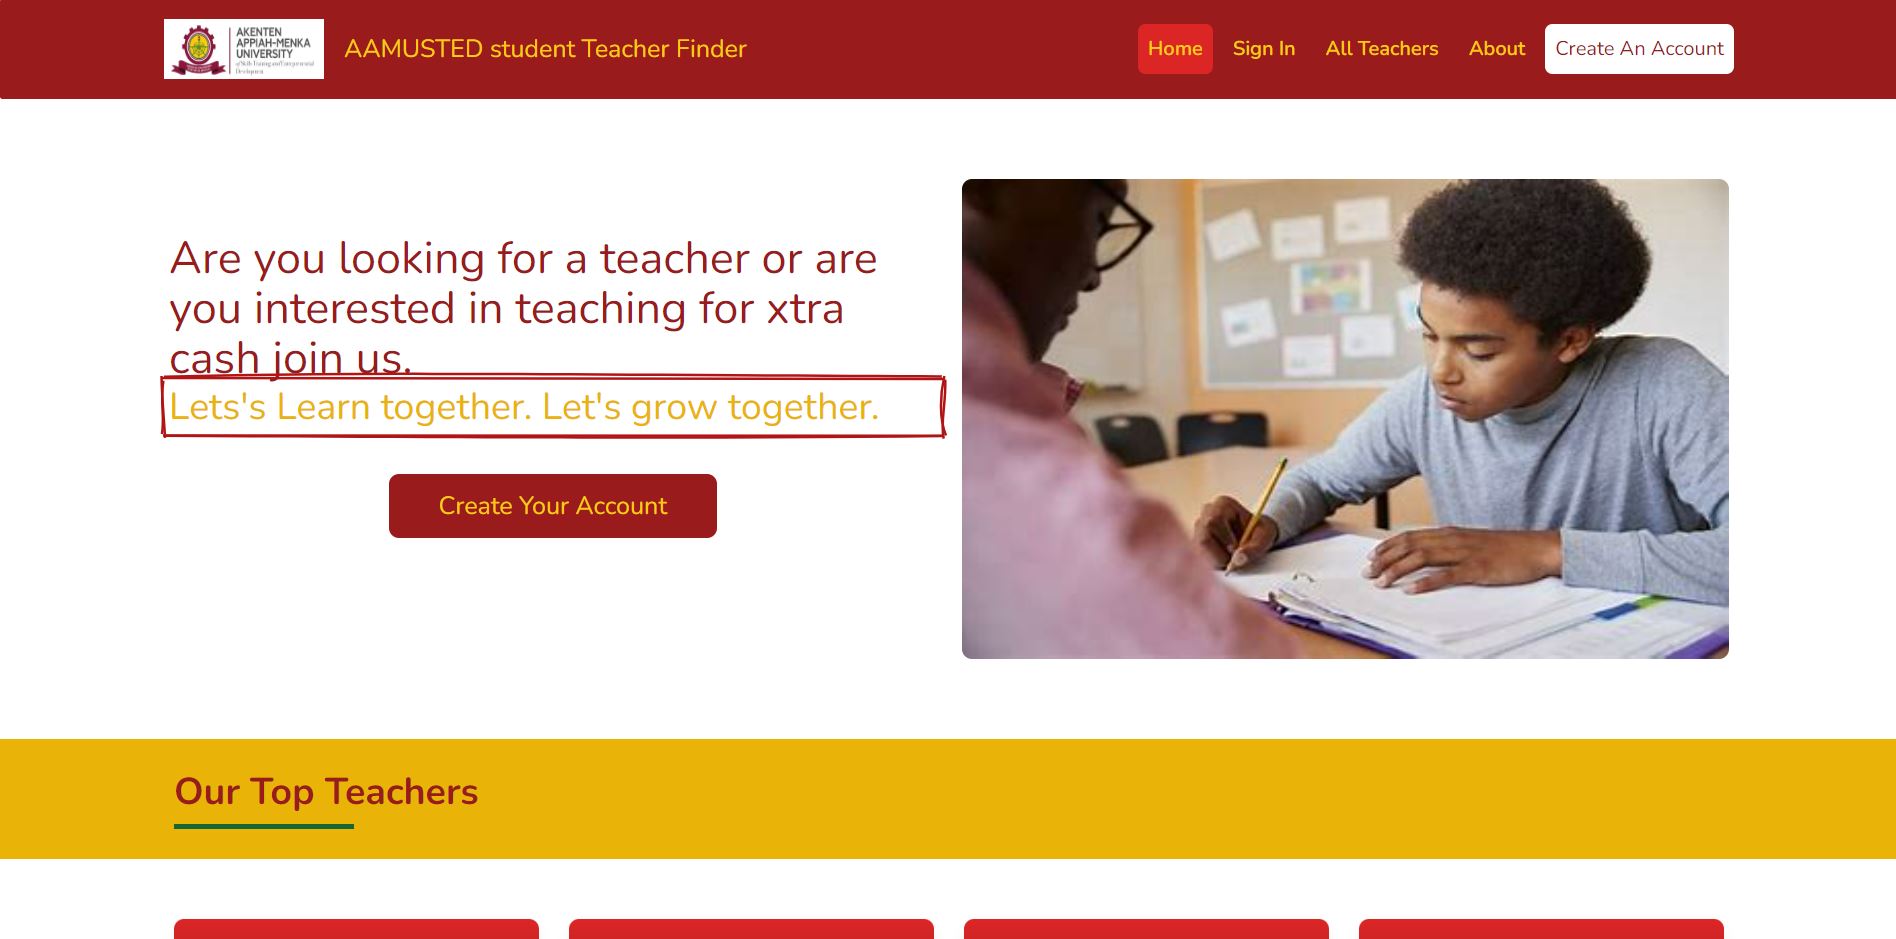 AKENTEN
APPIAH-MENKA
UNIVERSITY
of Skills Training and Entrepreneurial
Development
AAMUSTED student Teacher Finder
Home
Sign In
All Teachers
About
Create An Account
Are you looking for a teacher or are
you interested in teaching for xtra
cash join us.
Lets's Learn together. Let's grow together.
Create Your Account
Our Top Teachers